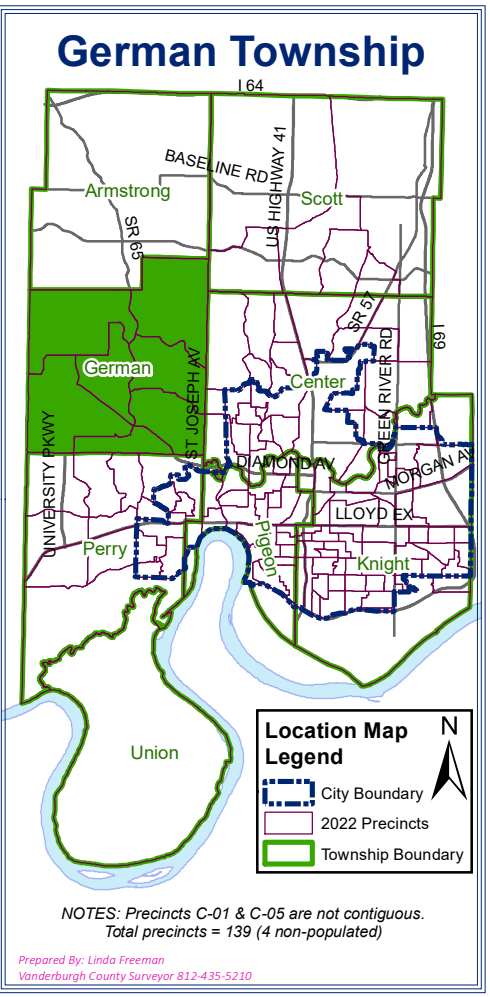 German Township
I 64
US HIGHWAY 41
BASELINE RD
Armstrong
Scott
SR 65
SR 57
I 69
German
Center
ST. JOSEPH AV
GREEN RIVER RD
UNIVERSITY PKWY
DIAMOND AV
MORGAN AV
LLOYD EX
Perry
Pigeon
Knight
Union
Location Map
Legend
N
City Boundary
2022 Precincts
Township Boundary
NOTES: Precincts C-01 & C-05 are not contiguous.
Total precincts = 139 (4 non-populated)
Prepared By: Linda Freeman
Vanderburgh County Surveyor 812-435-5210